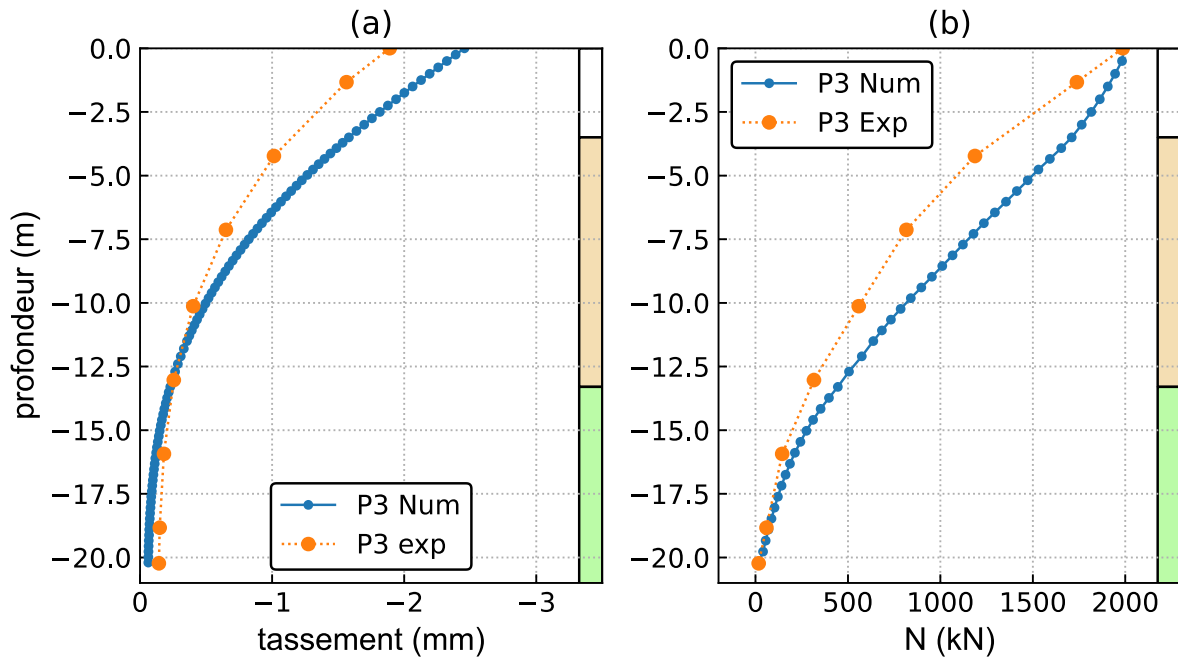 (a)
profondeur (m)
0.0
−2.5
−5.0
−7.5
−10.0
−12.5
−15.0
−17.5
−20.0
P3 Num
P3 exp
0 −1 −2 −3
tassement (mm)
(b)
0.0
−2.5
−5.0
−7.5
−10.0
−12.5
−15.0
−17.5
−20.0
P3 Num
P3 Exp
0 500 1000 1500 2000
N (kN)